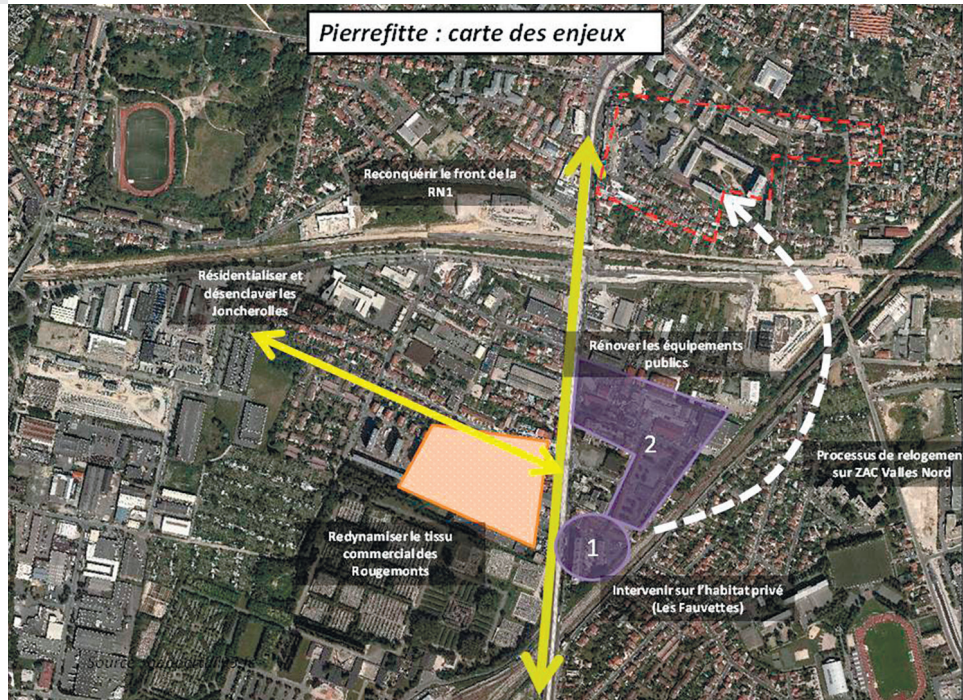 Pierrefitte : carte des enjeux
Reconquérir le front de la
RN1
Résidentialiser et
désenclaver les
Joncherolles
Rénover les équipements
publics
2
Processus de relogemen
sur ZAC Valles Nord
1
Redynamiser le tissu
commercial des
Rougemonts
Intervenir sur l'habitat privé
(Les Fauvettes)
Source